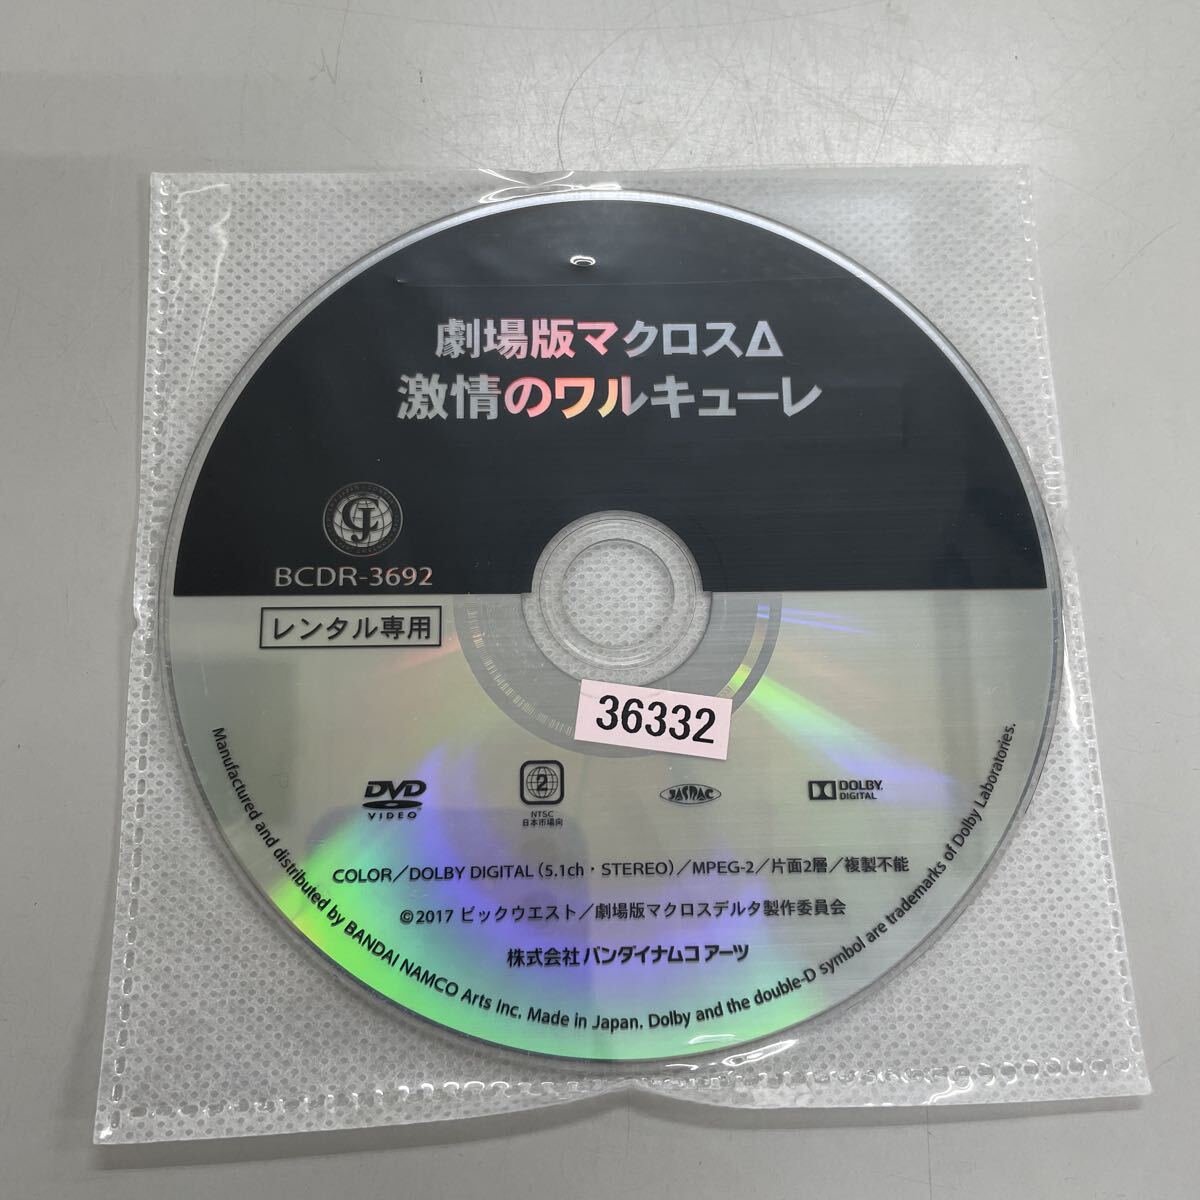 劇場版マクロスΔ
激情のワルキューレ
BCDR-3692
レンタル専用
36332
DVD
VIDEO
2
NTSC
日本市場向
JASRAC
DOLBY
DIGITAL
COLOR／DOLBY DIGITAL（5.1ch・STEREO）／MPEG-2／片面2層／複製不能
©2017 ビックウエスト／劇場版マクロスデルタ製作委員会
株式会社 バンダイナムコアーツ
Manufactured and distributed by BANDAI NAMCO Arts Inc. Made in Japan. Dolby and the double-D symbol are trademarks of Dolby Laboratories.